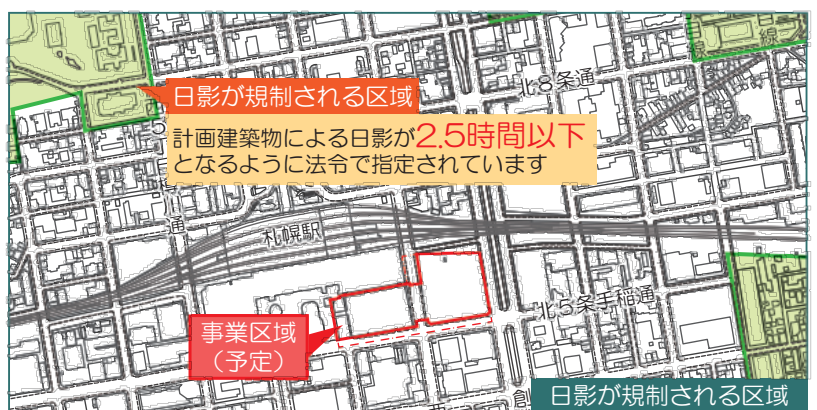 日影が規制される区域
計画建築物による日影が2.5時間以下
となるように法令で指定されています
北8条通
札幌駅
北5条手稲通
事業区域
（予定）
日影が規制される区域